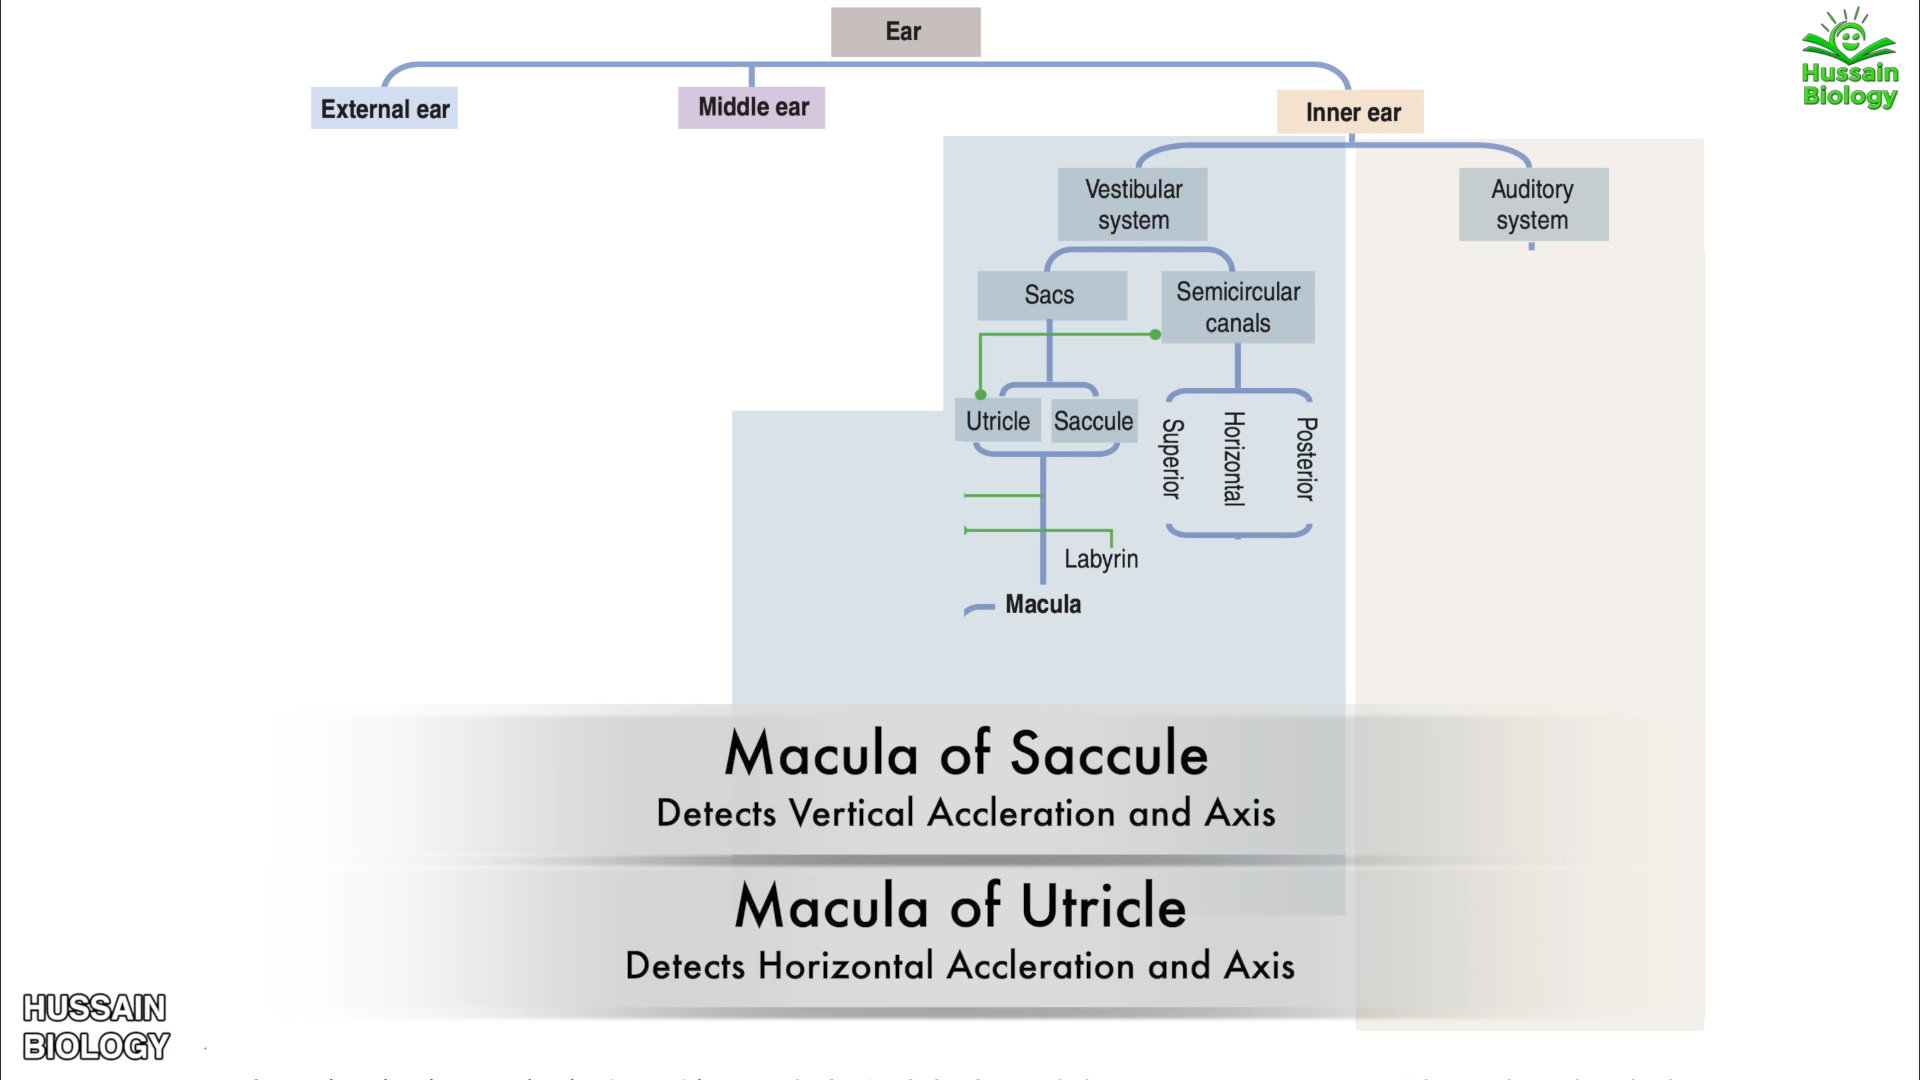 Ear
Hussain
Biology
External ear
Middle ear
Inner ear
Vestibular
system
Auditory
system
Sacs
Semicircular
canals
Utricle
Saccule
Superior
Horizontal
Posterior
Labyrin
Macula
Macula of Saccule
Detects Vertical Accleration and Axis
Macula of Utricle
Detects Horizontal Accleration and Axis
HUSSAIN
BIOLOGY